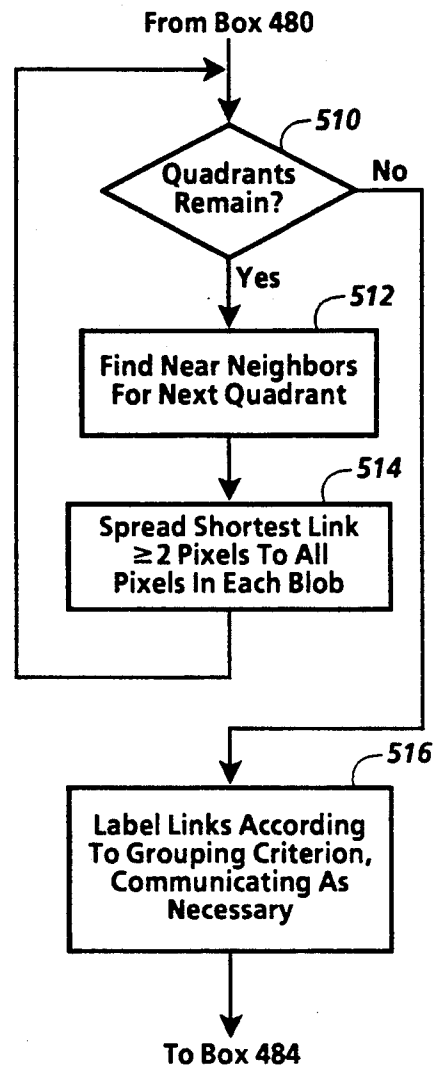 From Box 480
510
Quadrants
Remain?
No
Yes
512
Find Near Neighbors
For Next Quadrant
514
Spread Shortest Link
≥2 Pixels To All
Pixels In Each Blob
516
Label Links According
To Grouping Criterion,
Communicating As
Necessary
To Box 484